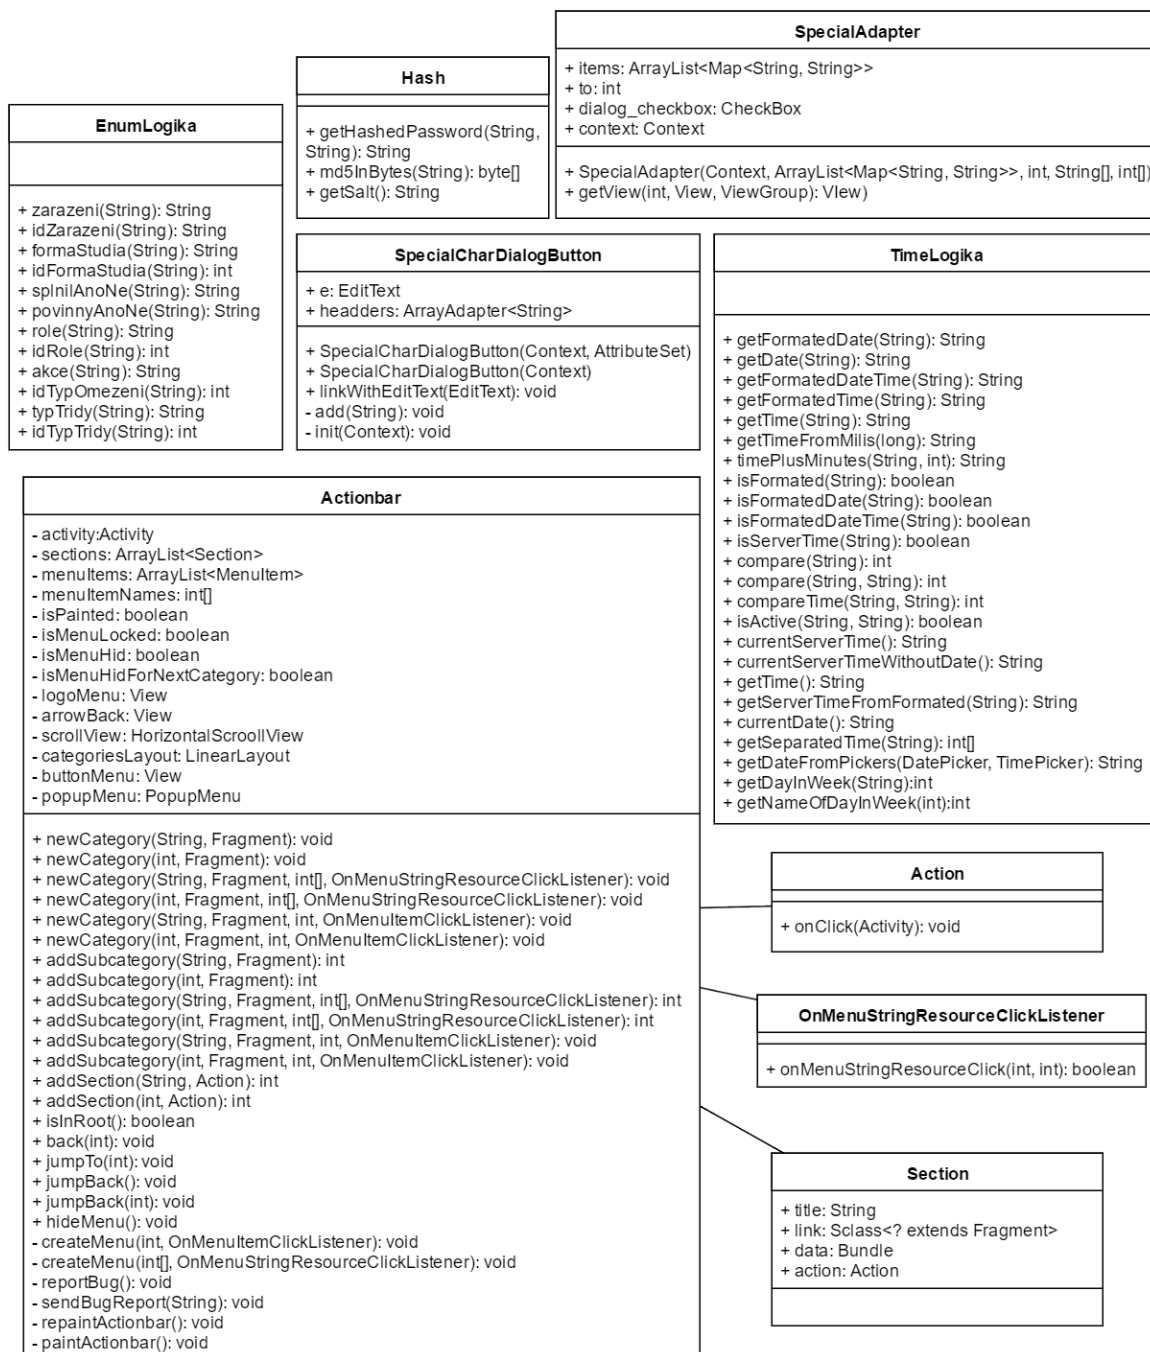 SpecialAdapter
+ items: ArrayList<Map<String, String>>
+ to: int
+ dialog_checkbox: CheckBox
+ context: Context
+ SpecialAdapter(Context, ArrayList<Map<String, String>>, int, String[], int[])
+ getView(int, View, ViewGroup): VIew)
Hash
+ getHashedPassword(String,
String): String
+ md5InBytes(String): byte[]
+ getSalt(): String
EnumLogika
+ zarazeni(String): String
+ idZarazeni(String): String
+ formaStudia(String): String
+ idFormaStudia(String): int
+ splnilAnoNe(String): String
+ povinnyAnoNe(String): String
+ role(String): String
+ idRole(String): int
+ akce(String): String
+ idTypOmezeni(String): int
+ typTridy(String): String
+ idTypTridy(String): int
SpecialCharDialogButton
+ e: EditText
+ headders: ArrayAdapter<String>
+ SpecialCharDialogButton(Context, AttributeSet)
+ SpecialCharDialogButton(Context)
+ linkWithEditText(EditText): void
- add(String): void
- init(Context): void
TimeLogika
+ getFormatedDate(String): String
+ getDate(String): String
+ getFormatedDateTime(String): String
+ getFormatedTime(String): String
+ getTime(String): String
+ getTimeFromMilis(long): String
+ timePlusMinutes(String, int): String
+ isFormated(String): boolean
+ isFormatedDate(String): boolean
+ isFormatedDateTime(String): boolean
+ isServerTime(String): boolean
+ compare(String): int
+ compare(String, String): int
+ compareTime(String, String): int
+ isActive(String, String): boolean
+ currentServerTime(): String
+ currentServerTimeWithoutDate(): String
+ getTime(): String
+ getServerTimeFromFormated(String): String
+ currentDate(): String
+ getSeparatedTime(String): int[]
+ getDateFromPickers(DatePicker, TimePicker): String
+ getDayInWeek(String):int
+ getNameOfDayInWeek(int):int
Actionbar
- activity:Activity
- sections: ArrayList<Section>
- menuItems: ArrayList<MenuItem>
- menuItemNames: int[]
- isPainted: boolean
- isMenuLocked: boolean
- isMenuHid: boolean
- isMenuHidForNextCategory: boolean
- logoMenu: View
- arrowBack: View
- scrollView: HorizontalScroollView
- categoriesLayout: LinearLayout
- buttonMenu: View
- popupMenu: PopupMenu
+ newCategory(String, Fragment): void
+ newCategory(int, Fragment): void
+ newCategory(String, Fragment, int[], OnMenuStringResourceClickListener): void
+ newCategory(int, Fragment, int[], OnMenuStringResourceClickListener): void
+ newCategory(String, Fragment, int, OnMenuItemClickListener): void
+ newCategory(int, Fragment, int, OnMenuItemClickListener): void
+ addSubcategory(String, Fragment): int
+ addSubcategory(int, Fragment): int
+ addSubcategory(String, Fragment, int[], OnMenuStringResourceClickListener): int
+ addSubcategory(int, Fragment, int[], OnMenuStringResourceClickListener): int
+ addSubcategory(String, Fragment, int, OnMenuItemClickListener): void
+ addSubcategory(int, Fragment, int, OnMenuItemClickListener): void
+ addSection(String, Action): int
+ addSection(int, Action): int
+ isInRoot(): boolean
+ back(int): void
+ jumpTo(int): void
+ jumpBack(): void
+ jumpBack(int): void
+ hideMenu(): void
- createMenu(int, OnMenuItemClickListener): void
- createMenu(int[], OnMenuStringResourceClickListener): void
- reportBug(): void
- sendBugReport(String): void
- repaintActionbar(): void
- paintActionbar(): void
Action
+ onClick(Activity): void
OnMenuStringResourceClickListener
+ onMenuStringResourceClick(int, int): boolean
Section
+ title: String
+ link: Sclass<? extends Fragment>
+ data: Bundle
+ action: Action